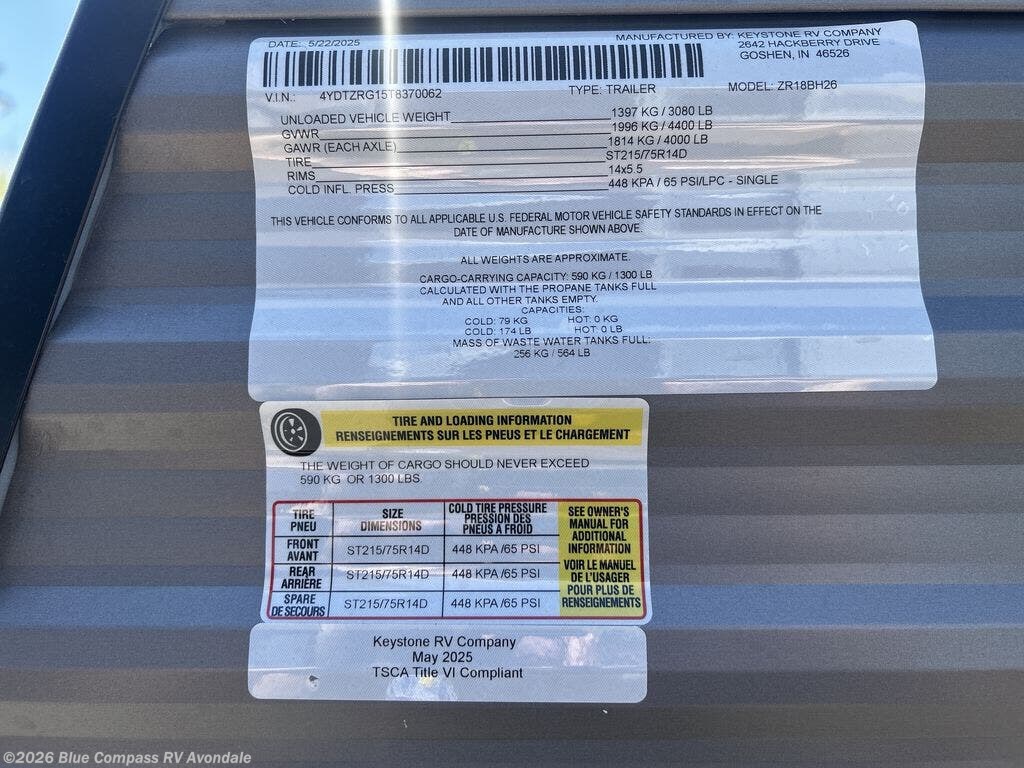 DATE: 5/22/2025
MANUFACTURED BY: KEYSTONE RV COMPANY
2642 HACKBERRY DRIVE
GOSHEN, IN 46526
V.I.N.: 4YDTZRG15T8370062 TYPE: TRAILER MODEL: ZR18BH26
UNLOADED VEHICLE WEIGHT 1397 KG / 3080 LB
GVWR 1996 KG / 4400 LB
GAWR (EACH AXLE) 1814 KG / 4000 LB
TIRE ST215/75R14D
RIMS 14x5.5
COLD INFL. PRESS 448 KPA / 65 PSI/LPC - SINGLE
THIS VEHICLE CONFORMS TO ALL APPLICABLE U.S. FEDERAL MOTOR VEHICLE SAFETY STANDARDS IN EFFECT ON THE
DATE OF MANUFACTURE SHOWN ABOVE.
ALL WEIGHTS ARE APPROXIMATE.
CARGO-CARRYING CAPACITY: 590 KG / 1300 LB
CALCULATED WITH THE PROPANE TANKS FULL
AND ALL OTHER TANKS EMPTY.
CAPACITIES:
COLD: 79 KG HOT: 0 KG
COLD: 174 LB HOT: 0 LB
MASS OF WASTE WATER TANKS FULL:
256 KG / 564 LB
TIRE AND LOADING INFORMATION
RENSEIGNEMENTS SUR LES PNEUS ET LE CHARGEMENT
THE WEIGHT OF CARGO SHOULD NEVER EXCEED
590 KG OR 1300 LBS.
TIRE
PNEU
SIZE
DIMENSIONS
COLD TIRE PRESSURE
PRESSION DES
PNEUS A FROID
FRONT
AVANT
ST215/75R14D
448 KPA /65 PSI
REAR
ARRIÈRE
ST215/75R14D
448 KPA /65 PSI
SPARE
DE SECOURS
ST215/75R14D
448 KPA /65 PSI
SEE OWNER'S
MANUAL FOR
ADDITIONAL
INFORMATION
VOIR LE MANUEL
DE L'USAGER
POUR PLUS DE
RENSEIGNEMENTS
Keystone RV Company
May 2025
TSCA Title VI Compliant
©2026 Blue Compass RV Avondale